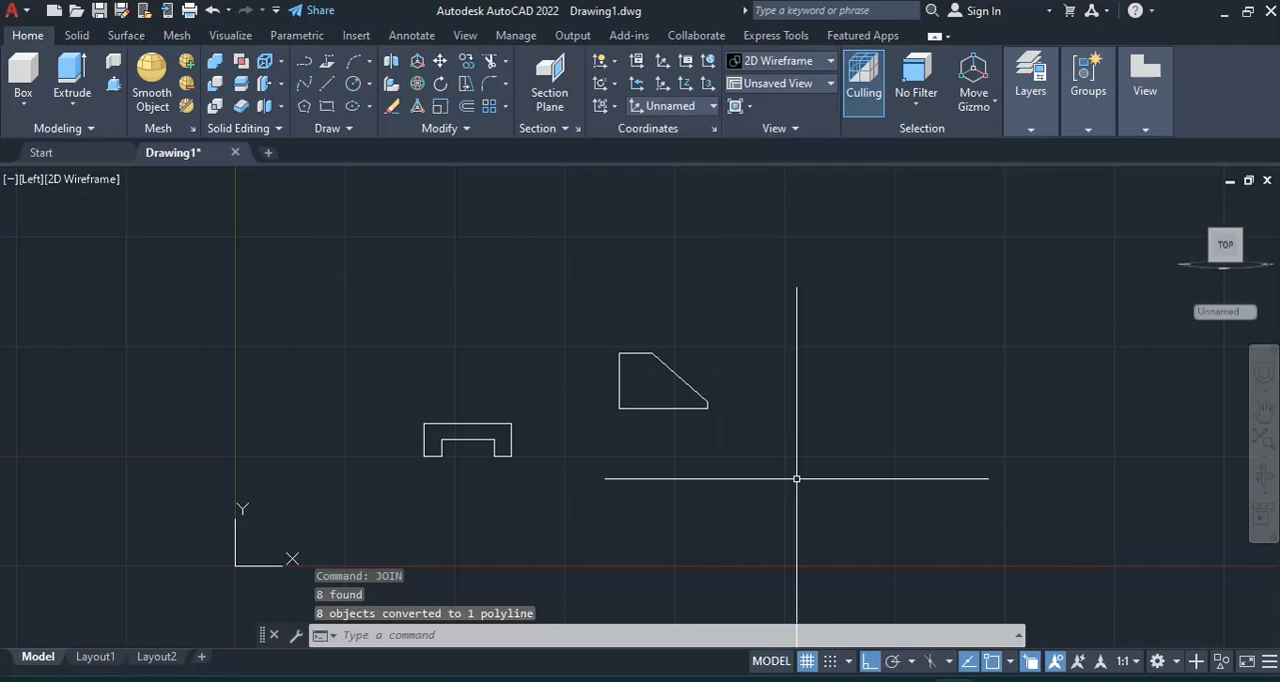 Share
Autodesk AutoCAD 2022 Drawing1.dwg
Type a keyword or phrase
Sign In
Home Solid Surface Mesh Visualize Parametric Insert Annotate View Manage Output Add-ins Collaborate Express Tools Featured Apps
Box
Extrude
Smooth Object
Section Plane
Unnamed
2D Wireframe
Unsaved View
Culling
No Filter
Move Gizmo
Layers
Groups
View
Modeling Mesh Solid Editing Draw Modify Section Coordinates View Selection
Start Drawing1*
[−][Left][2D Wireframe]
TOP
Unnamed
Y
X
Command: JOIN
8 found
8 objects converted to 1 polyline
Type a command
Model Layout1 Layout2
MODEL
1:1